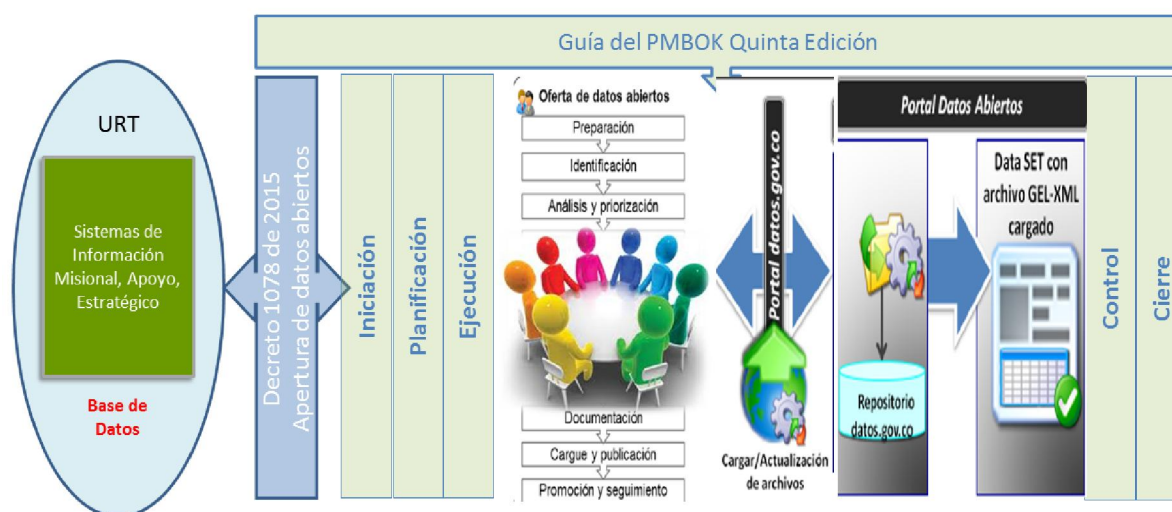 Guía del PMBOK Quinta Edición
URT
Sistemas de
Información
Misional, Apoyo,
Estratégico
Base de
Datos
Decreto 1078 de 2015
Apertura de datos abiertos
Iniciación
Planificación
Ejecución
Oferta de datos abiertos
Preparación
Identificación
Análisis y priorización
Documentación
Cargue y publicación
Promoción y seguimiento
Portal datos.gov.co
Cargar/Actualización
de archivos
Portal Datos Abiertos
Repositorio
datos.gov.co
Data SET con
archivo GEL-XML
cargado
Control
Cierre